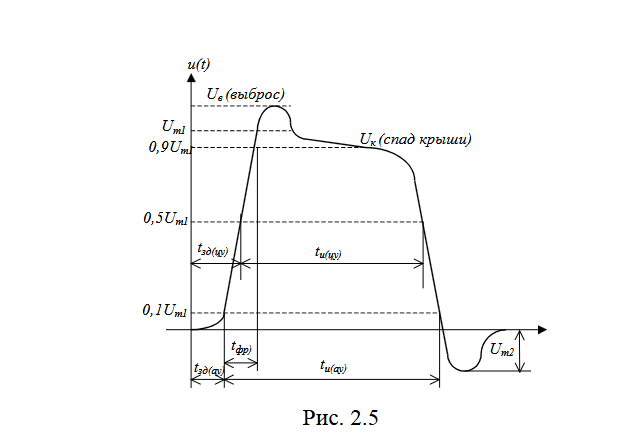 u(t)
Uв (выброс)
Um1
Uк (спад крыши)
0,9Um1
0,5Um1
tзд(цу)
tи(цу)
0,1Um1
tфр)
Um2
tзд(ау)
tи(ау)
Рис. 2.5